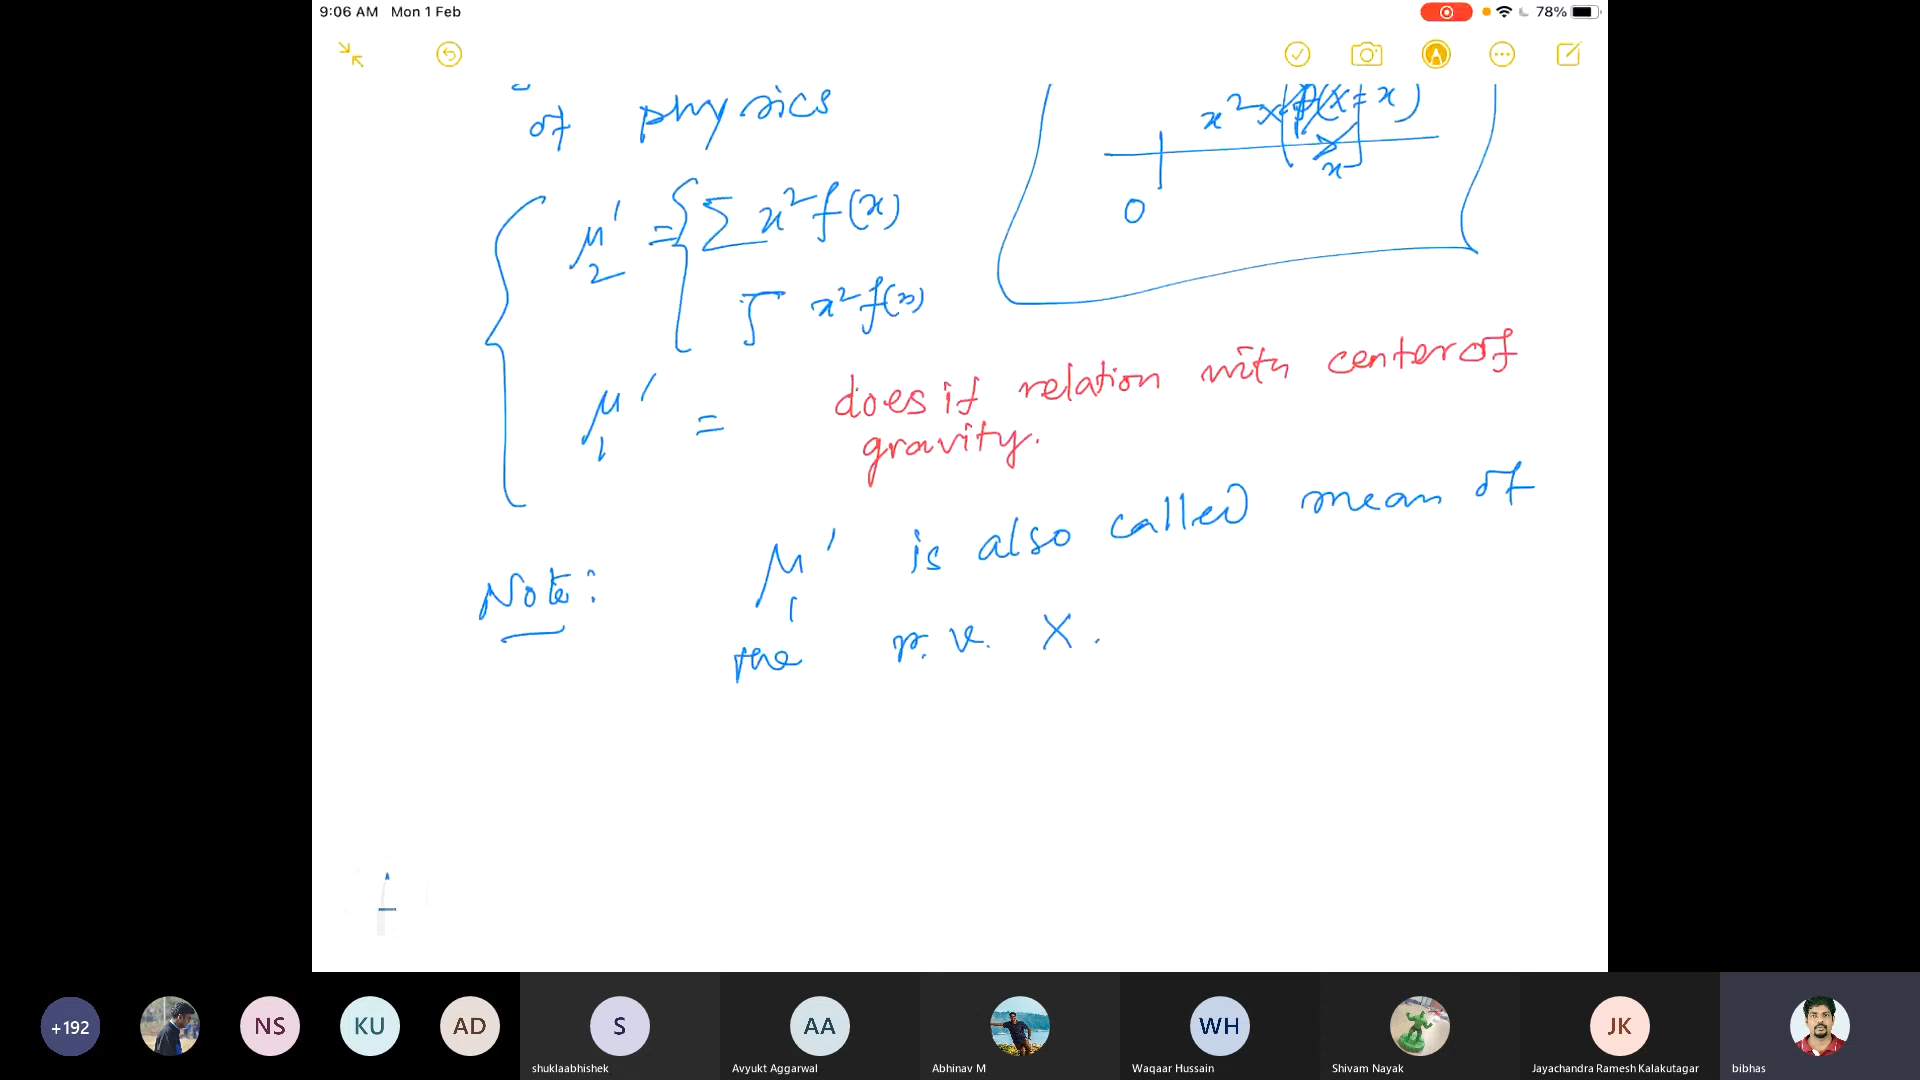 9:06 AM Mon 1 Feb 78%
of physics
x² x P(X = x)
x
0
μ₂' = { ∑ x² f(x)
∫ x² f(x)
μ₁' =
does it relation with center of
gravity.
Note: μ₁' is also called mean of
the r.v. X.
+192 NS KU AD S AA WH JK
shuklaabhishek Avyukt Aggarwal Abhinav M Waqaar Hussain Shivam Nayak Jayachandra Ramesh Kalakutagar bibhas